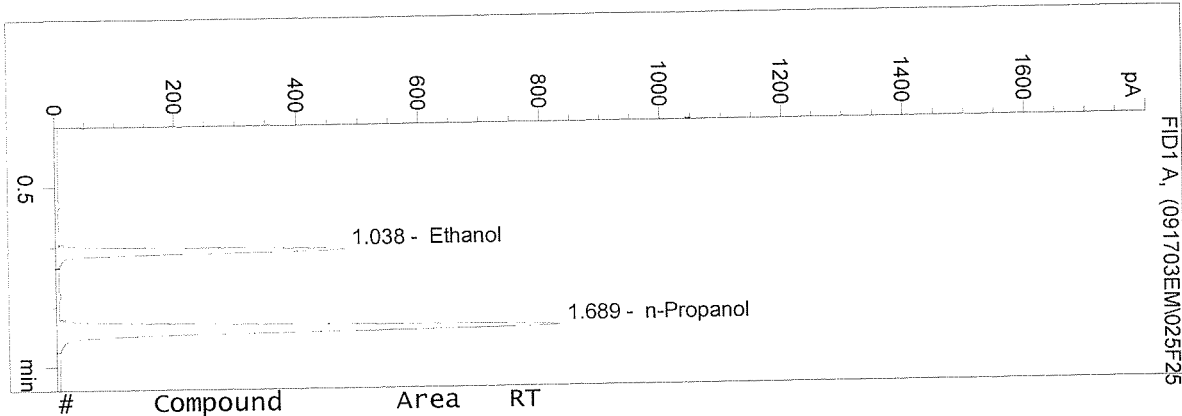 0
200
400
600
800
1000
1200
1400
1600
pA
FID1 A, (091703EM\025F25
0.5
1.038 - Ethanol
1.689 - n-Propanol
min
# Compound Area RT